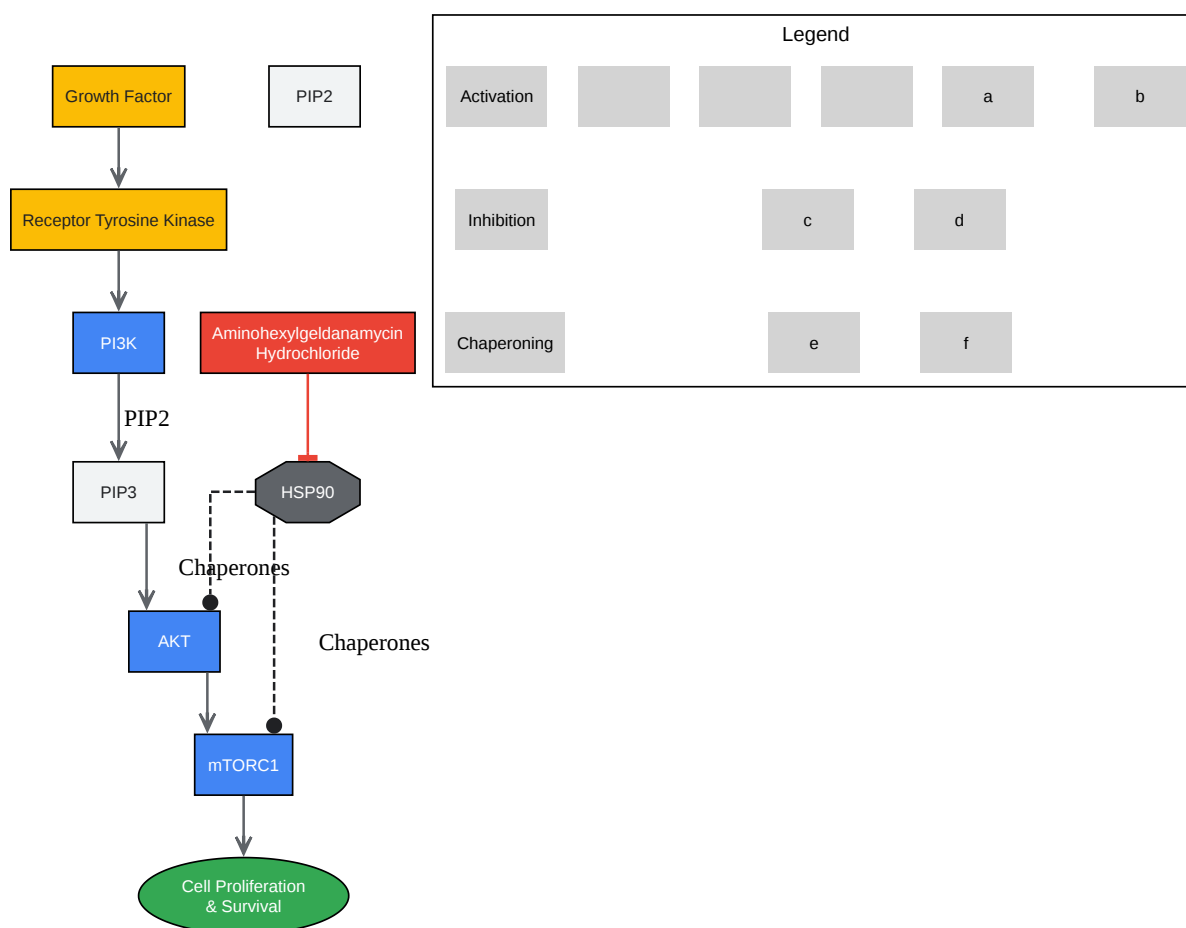 Legend
Growth Factor
PIP2
Activation
a
b
Receptor Tyrosine Kinase
Inhibition
c
d
PI3K
Aminohexylgeldanamycin
Hydrochloride
Chaperoning
e
f
PIP2
PIP3
HSP90
Chaperones
AKT
Chaperones
mTORC1
Cell Proliferation
& Survival